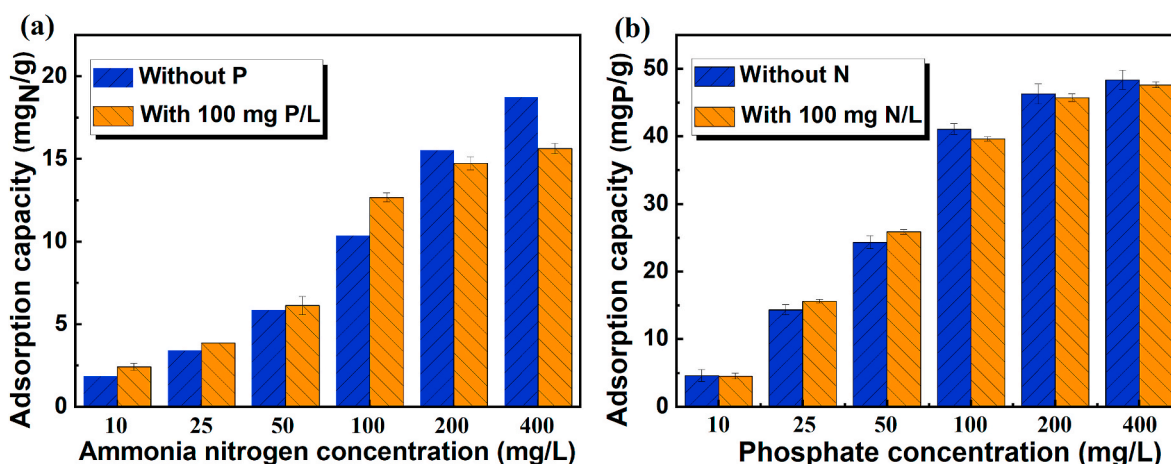 (a)
Adsorption capacity (mgN/g)
20
15
10
5
0
Without P
With 100 mg P/L
10 25 50 100 200 400
Ammonia nitrogen concentration (mg/L)
(b)
Adsorption capacity (mgP/g)
50
40
30
20
10
0
Without N
With 100 mg N/L
10 25 50 100 200 400
Phosphate concentration (mg/L)